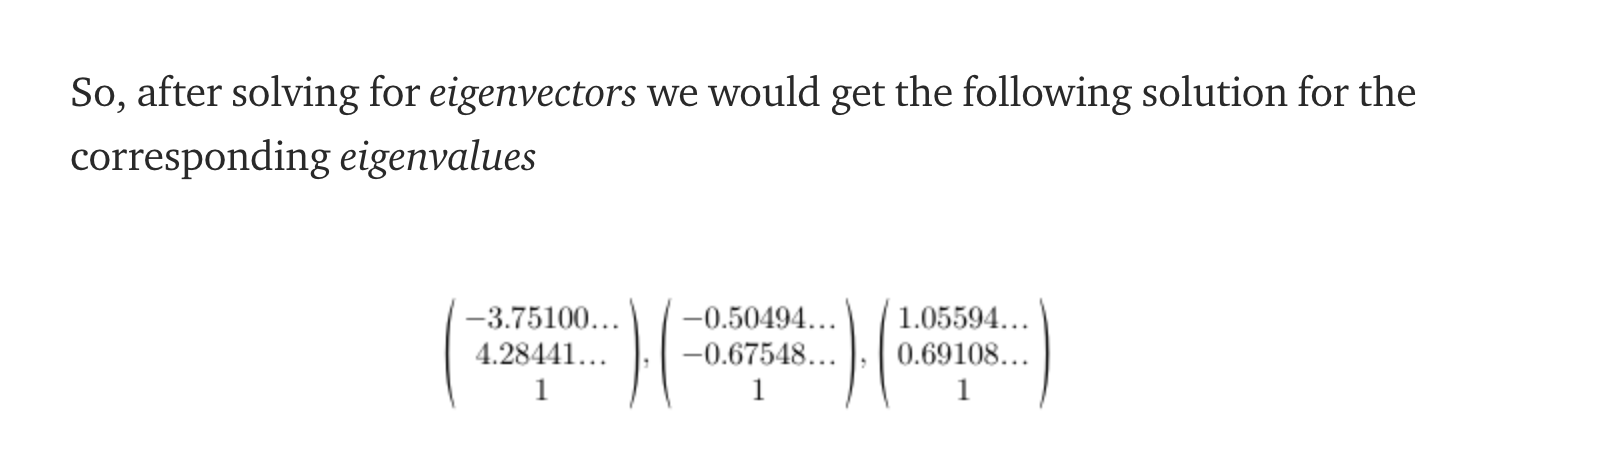 So, after solving for eigenvectors we would get the following solution for the
corresponding eigenvalues
−3.75100... −0.50494... 1.05594...
4.28441... , −0.67548... , 0.69108...
1 1 1